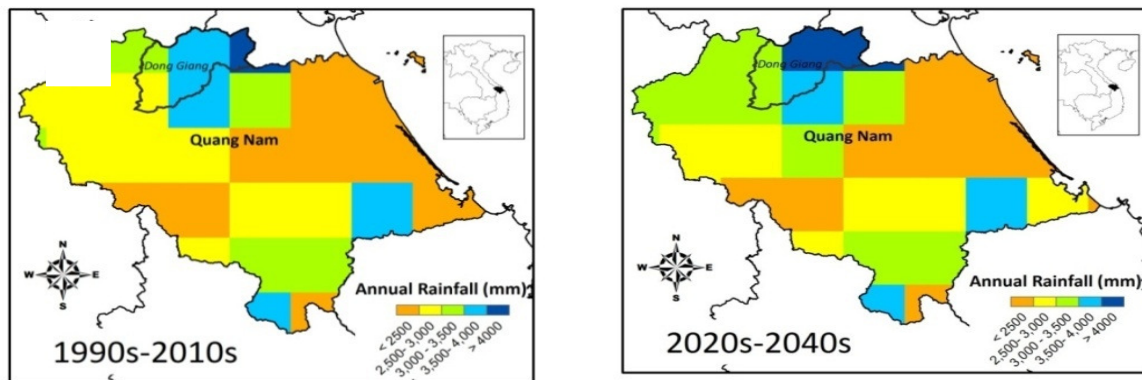 Dong Giang
Quang Nam
N
W E
S
Annual Rainfall (mm)
< 2500
2,500- 3,000
3,000 - 3,500
3,500- 4,000
> 4000
1990s-2010s
Dong Giang
Quang Nam
N
W E
S
Annual Rainfall (mm)
< 2500
2,500- 3,000
3,000 - 3,500
3,500- 4,000
> 4000
2020s-2040s